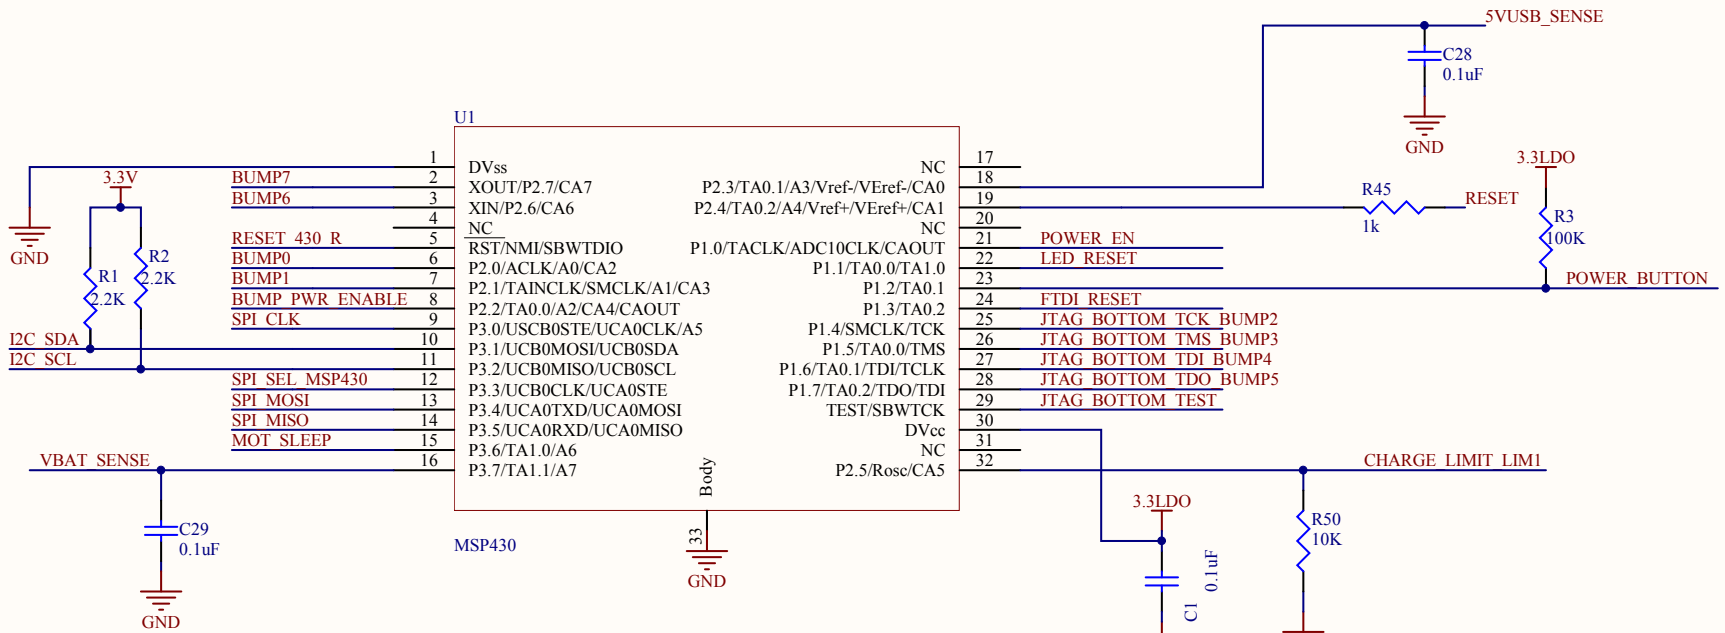 5VUSB_SENSE
C28
0.1uF
GND
U1
1 DVss
NC 17
3.3V
BUMP7 2 XOUT/P2.7/CA7
P2.3/TA0.1/A3/Vref-/VEref-/CA0 18
3.3LDO
BUMP6 3 XIN/P2.6/CA6
P2.4/TA0.2/A4/Vref+/VEref+/CA1 19
R45
1k
RESET
R3
100K
4 NC
NC 20
GND
RESET_430_R 5 RST/NMI/SBWTDIO
P1.0/TACLK/ADC10CLK/CAOUT 21 POWER_EN
R1
2.2K
R2
2.2K
BUMP0 6 P2.0/ACLK/A0/CA2
P1.1/TA0.0/TA1.0 22 LED_RESET
BUMP1 7 P2.1/TAINCLK/SMCLK/A1/CA3
P1.2/TA0.1 23 POWER_BUTTON
BUMP_PWR_ENABLE 8 P2.2/TA0.0/A2/CA4/CAOUT
P1.3/TA0.2 24 FTDI_RESET
SPI_CLK 9 P3.0/USCB0STE/UCA0CLK/A5
P1.4/SMCLK/TCK 25 JTAG_BOTTOM_TCK_BUMP2
I2C_SDA 10 P3.1/UCB0MOSI/UCB0SDA
P1.5/TA0.0/TMS 26 JTAG_BOTTOM_TMS_BUMP3
I2C_SCL 11 P3.2/UCB0MISO/UCB0SCL
P1.6/TA0.1/TDI/TCLK 27 JTAG_BOTTOM_TDI_BUMP4
SPI_SEL_MSP430 12 P3.3/UCB0CLK/UCA0STE
P1.7/TA0.2/TDO/TDI 28 JTAG_BOTTOM_TDO_BUMP5
SPI_MOSI 13 P3.4/UCA0TXD/UCA0MOSI
TEST/SBWTCK 29 JTAG_BOTTOM_TEST
SPI_MISO 14 P3.5/UCA0RXD/UCA0MISO
DVcc 30
MOT_SLEEP 15 P3.6/TA1.0/A6
NC 31
VBAT_SENSE 16 P3.7/TA1.1/A7
P2.5/Rosc/CA5 32 CHARGE_LIMIT_LIM1
Body
33
GND
MSP430
C29
0.1uF
GND
3.3LDO
C1
0.1uF
R50
10K